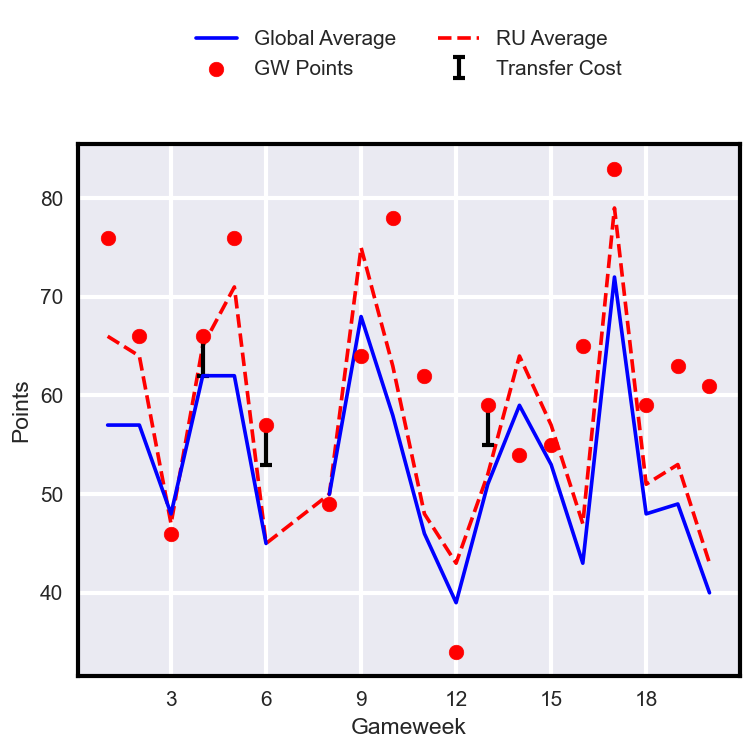 Global Average
RU Average
GW Points
Transfer Cost
80
70
60
50
40
Points
3
6
9
12
15
18
Gameweek